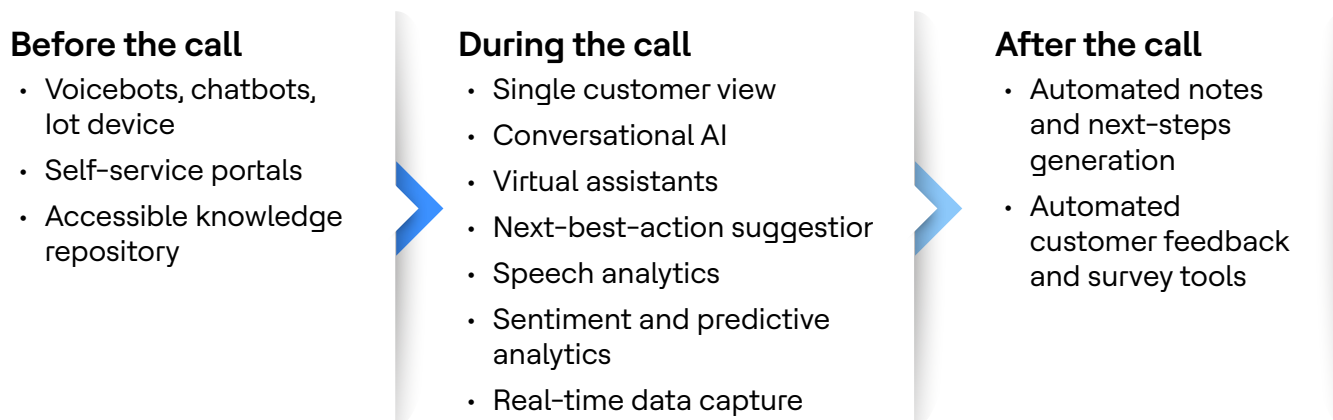 Before the call
• Voicebots, chatbots,
Iot device
• Self-service portals
• Accessible knowledge
repository
During the call
• Single customer view
• Conversational AI
• Virtual assistants
• Next-best-action suggestior
• Speech analytics
• Sentiment and predictive
analytics
• Real-time data capture
After the call
• Automated notes
and next-steps
generation
• Automated
customer feedback
and survey tools